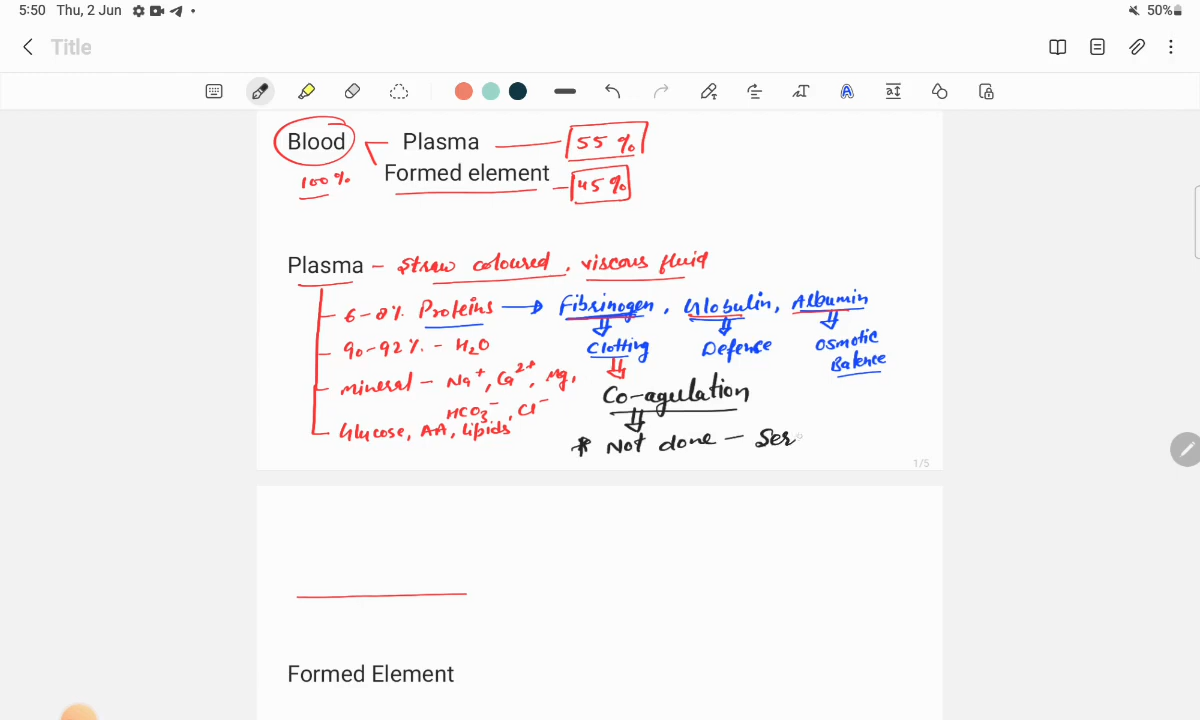 5:50 Thu, 2 Jun 50%
Title
Blood Plasma 55 %
100 % Formed element 45 %
Plasma - Straw coloured, viscous fluid
6-8 %. Proteins → Fibrinogen, Globulin, Albumin
90-92 %. - H2O Clotting Defence Osmotic Balence
mineral - Na+, Ca2+, Mg, Co-agulation
HCO3-, Cl-
Glycose, AA, lipids
* Not done - Ser
1/5
Formed Element